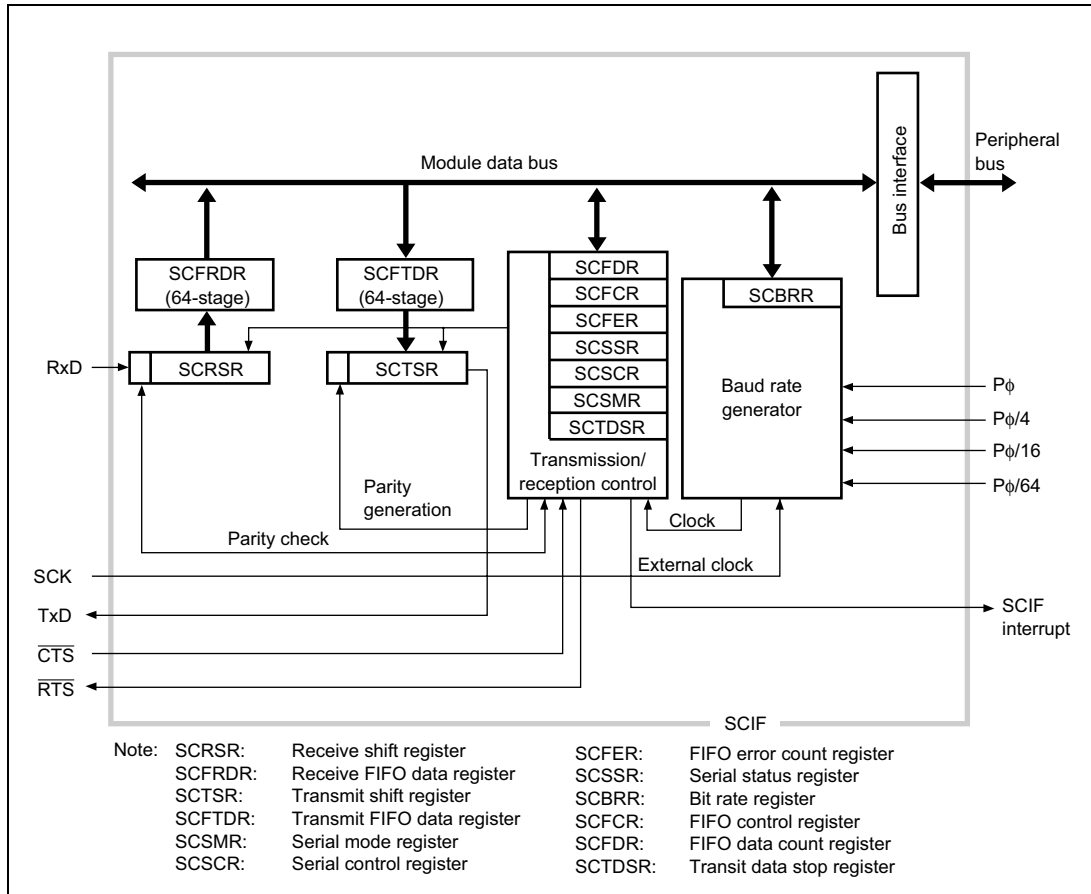 Module data bus
Bus interface
Peripheral
bus
SCFRDR
(64-stage)
SCFTDR
(64-stage)
SCFDR
SCFCR
SCFER
SCSSR
SCSCR
SCSMR
SCTDSR
Transmission/
reception control
SCBRR
Baud rate
generator
RxD
SCRSR
SCTSR
Pϕ
Pϕ/4
Pϕ/16
Pϕ/64
Parity
generation
Parity check
Clock
External clock
SCK
TxD
CTS
RTS
SCIF
interrupt
SCIF
Note: SCRSR: Receive shift register
SCFRDR: Receive FIFO data register
SCTSR: Transmit shift register
SCFTDR: Transmit FIFO data register
SCSMR: Serial mode register
SCSCR: Serial control register
SCFER: FIFO error count register
SCSSR: Serial status register
SCBRR: Bit rate register
SCFCR: FIFO control register
SCFDR: FIFO data count register
SCTDSR: Transit data stop register